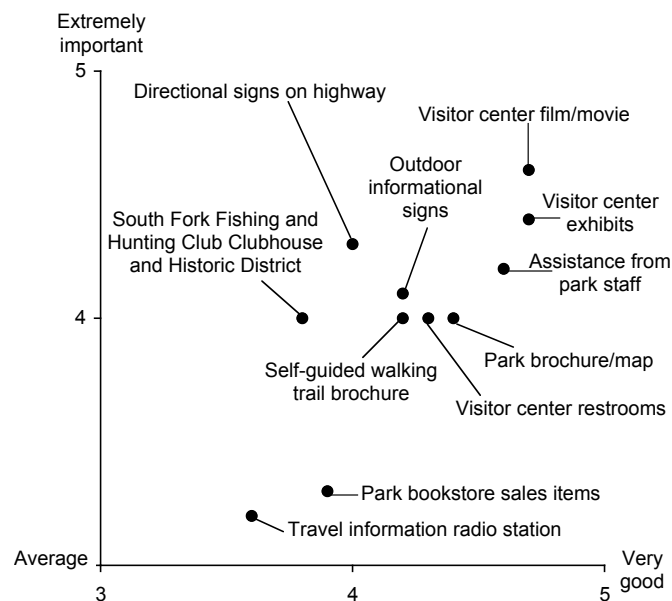 Extremely
important
5
Directional signs on highway
Visitor center film/movie
Outdoor
informational
signs
South Fork Fishing and
Hunting Club Clubhouse
and Historic District
Visitor center
exhibits
Assistance from
park staff
4
Self-guided walking
trail brochure
Park brochure/map
Visitor center restrooms
Park bookstore sales items
Travel information radio station
Average
Very
good
3
4
5